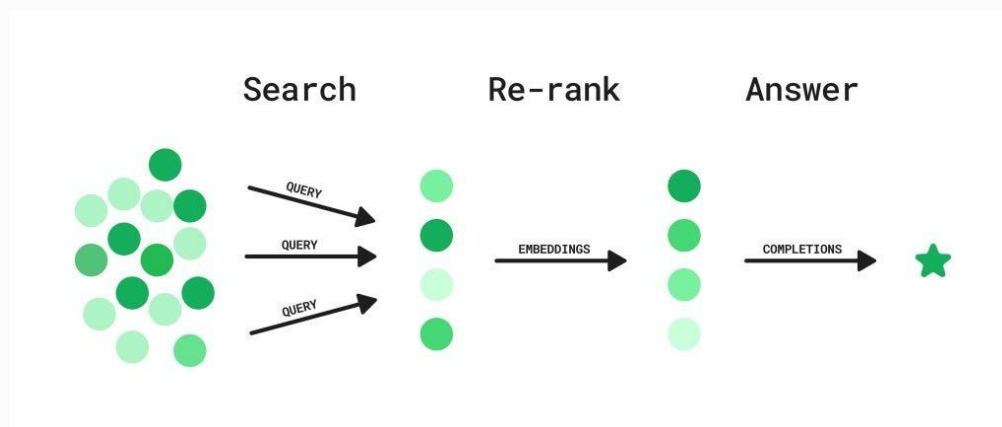 Search
Re-rank
Answer
QUERY
QUERY
QUERY
EMBEDDINGS
COMPLETIONS